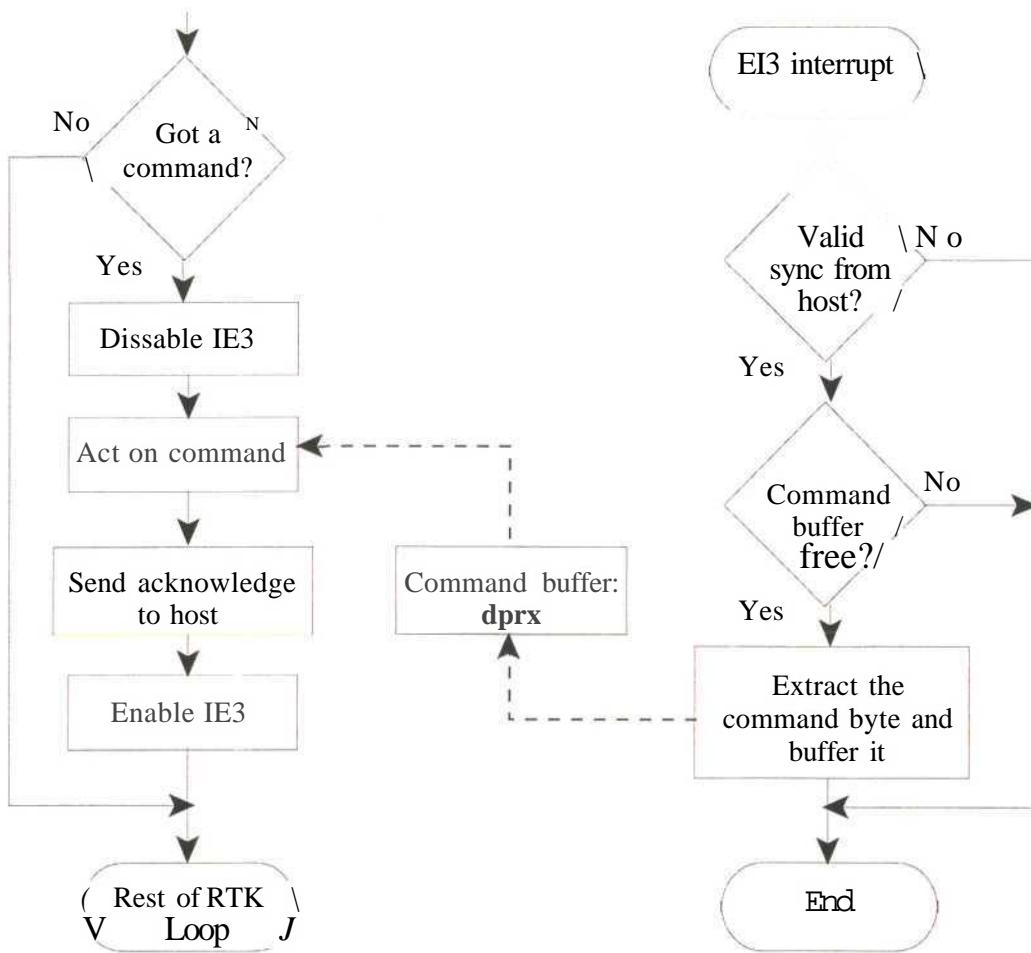 No
Got a
N
command?
\
Yes
Dissable IE3
Act on command
Send acknowledge
to host
Enable IE3
( Rest of RTK \
V Loop J
Command buffer:
dprx
EI3 interrupt \
Valid
\ N o
sync from
host? /
Yes
Command
No
buffer /
free?/
Yes
Extract the
command byte and
buffer it
End